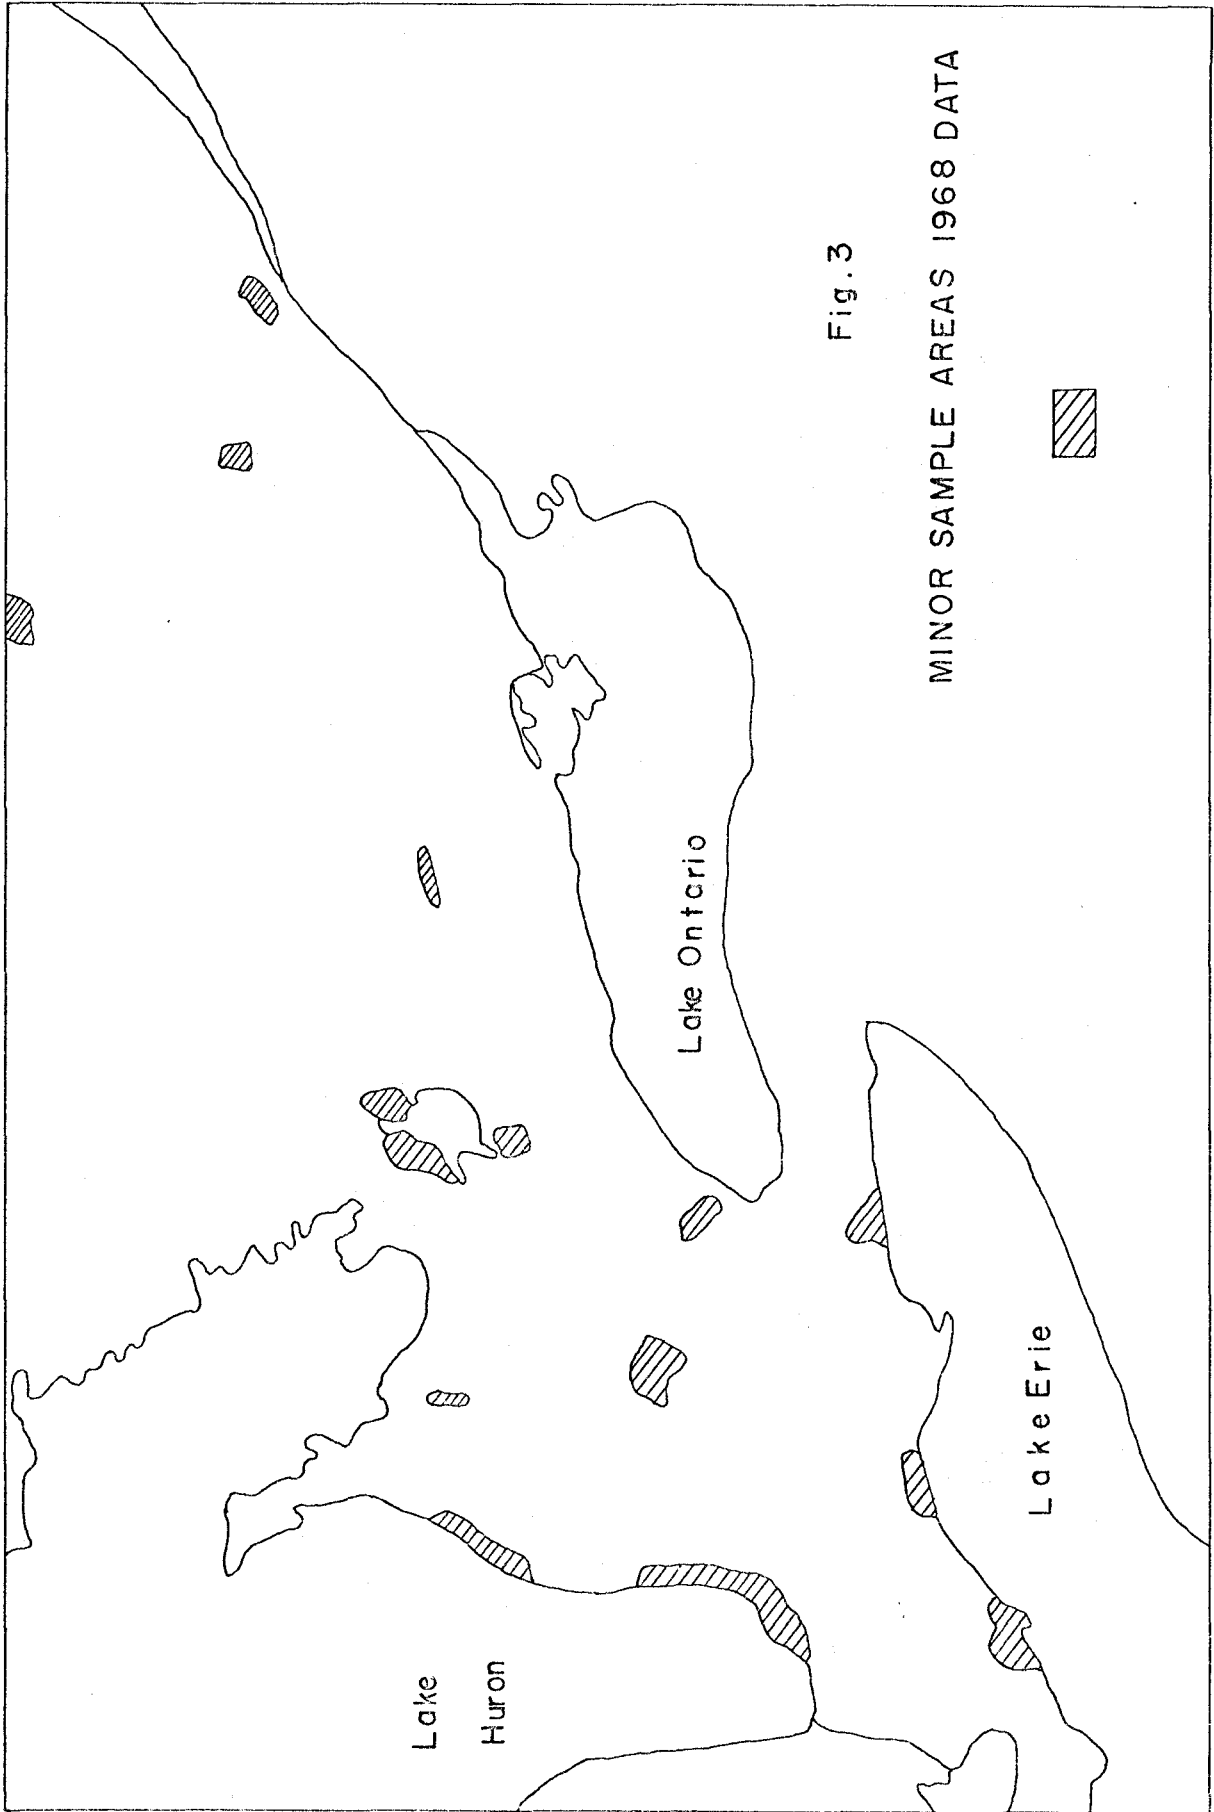 Lake
Huron
Lake Ontario
Lake Erie
Fig. 3
MINOR SAMPLE AREAS 1968 DATA